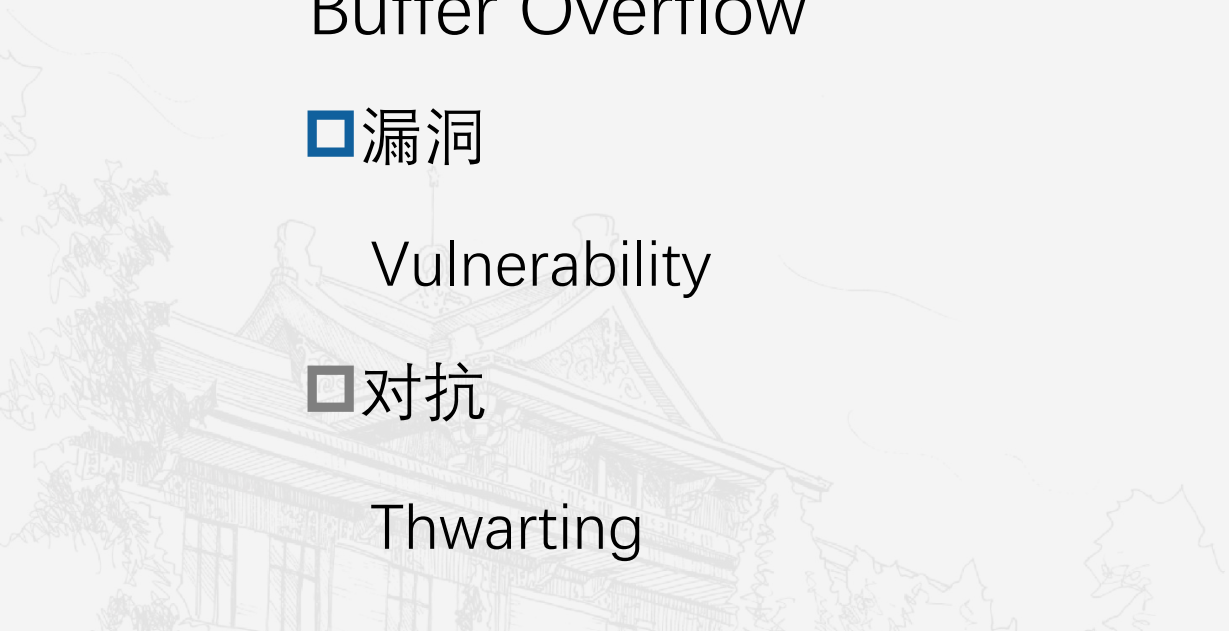 Buffer Overflow
漏洞
Vulnerability
对抗
Thwarting